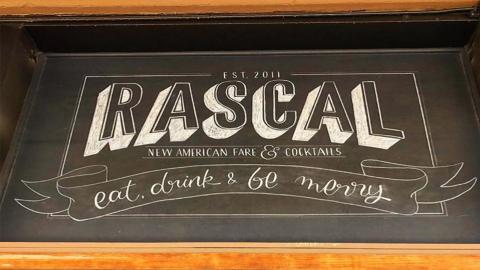 EST. 2011
RASCAL
NEW AMERICAN FARE & COCKTAILS
eat, drink & be merry